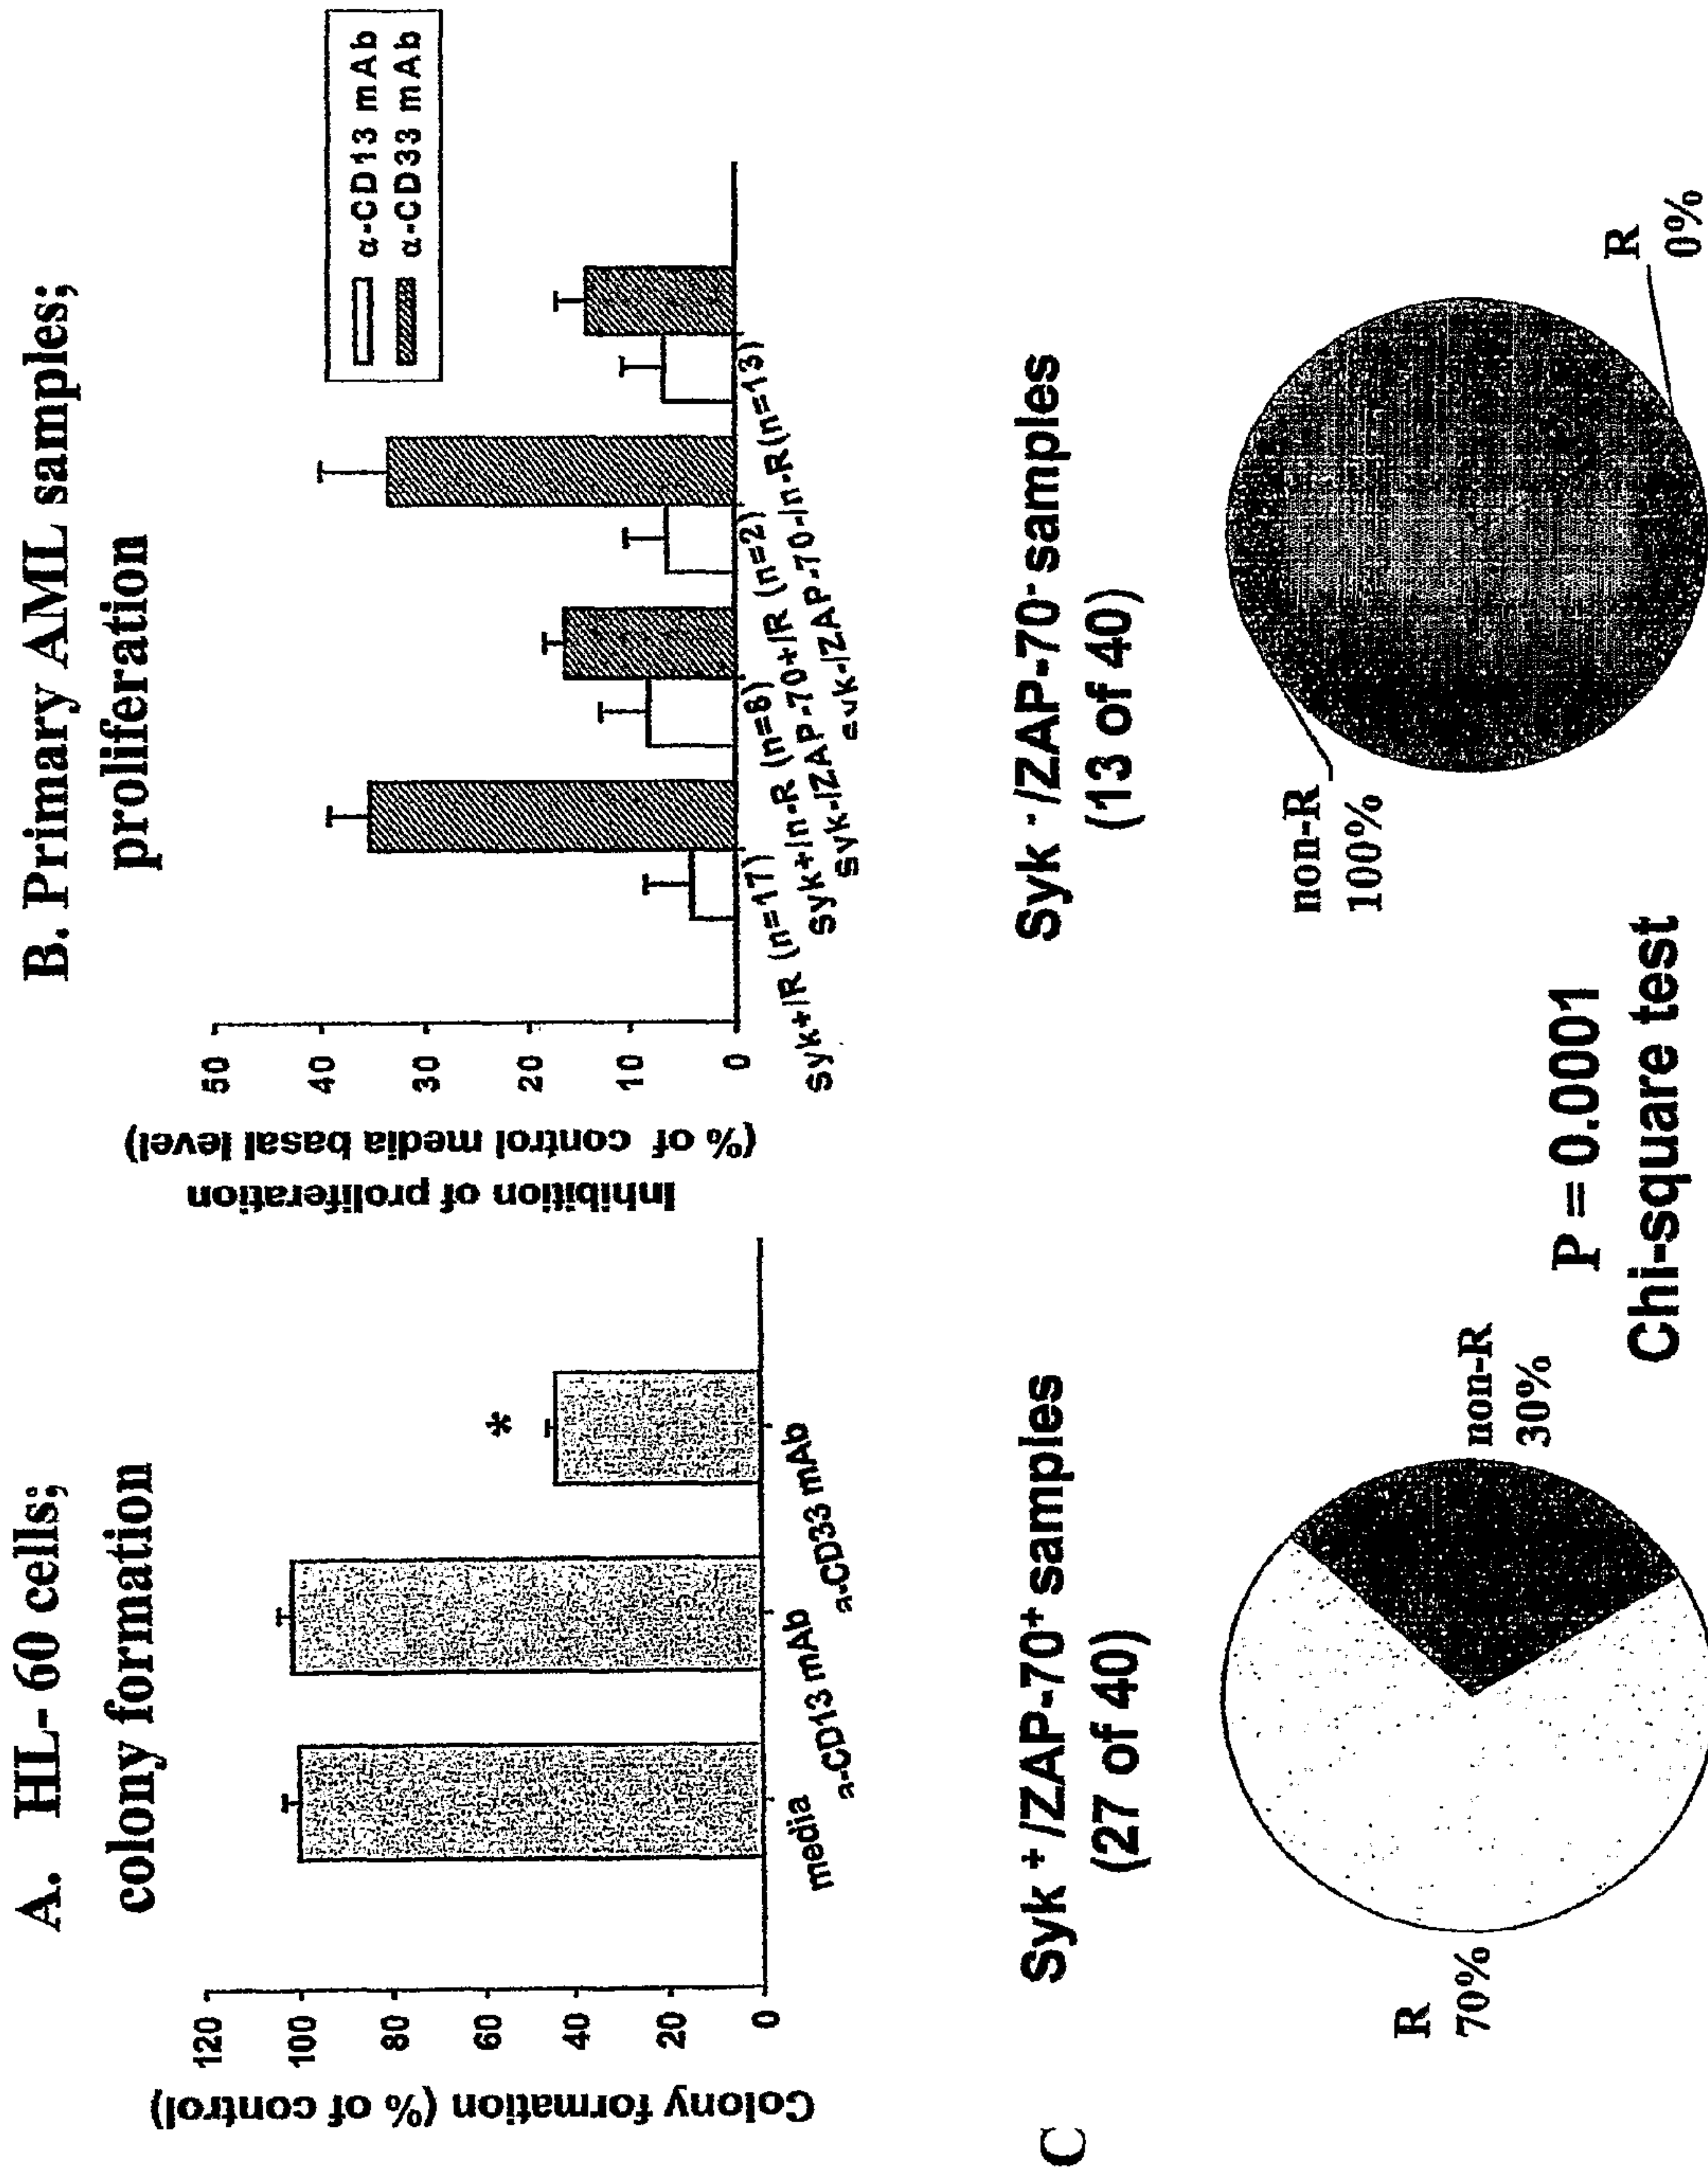 A. HL- 60 cells;
colony formation
Colony formation (% of control)
120
100
80
60
40
20
0
media
a-CD13 mAb
a-CD33 mAb
*
B. Primary AML samples;
proliferation
Inhibition of proliferation
(% of control media basal level)
50
40
30
20
10
0
α-CD13 mAb
α-CD33 mAb
syk+/R (n=17)
syk+/n-R (n=8)
syk-/ZAP-70+/R (n=2)
syk-/ZAP-70-/n-R(n=13)
C
Syk + /ZAP-70+ samples
(27 of 40)
R
70%
non-R
30%
Syk - /ZAP-70- samples
(13 of 40)
non-R
100%
R
0%
P = 0.0001
Chi-square test